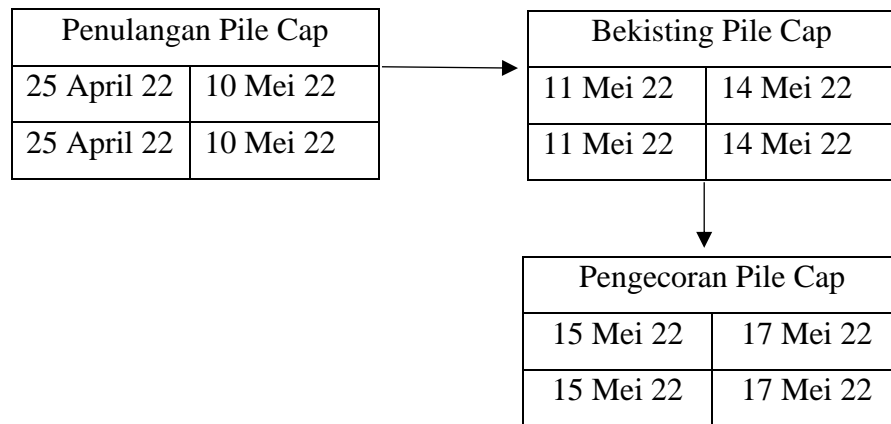 Penulangan Pile Cap
25 April 22 10 Mei 22
25 April 22 10 Mei 22
Bekisting Pile Cap
11 Mei 22 14 Mei 22
11 Mei 22 14 Mei 22
Pengecoran Pile Cap
15 Mei 22 17 Mei 22
15 Mei 22 17 Mei 22